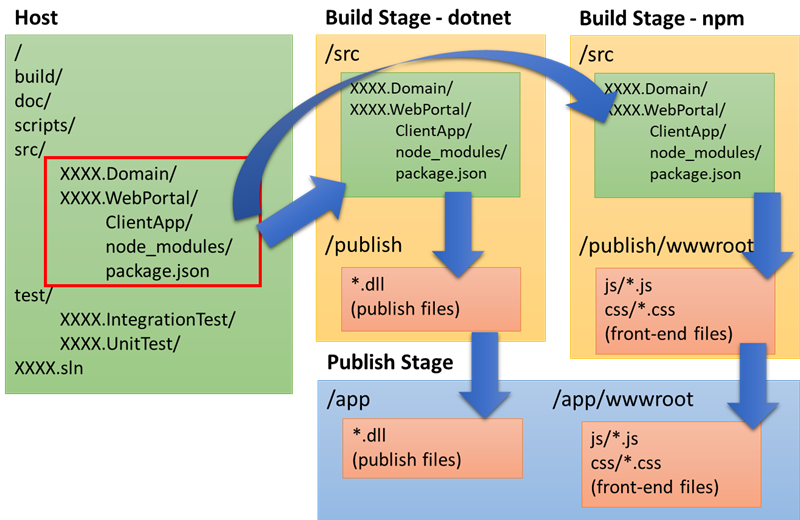 Host
/
build/
doc/
scripts/
src/
XXXX.Domain/
XXXX.WebPortal/
ClientApp/
node_modules/
package.json
test/
XXXX.IntegrationTest/
XXXX.UnitTest/
XXXX.sln
Build Stage - dotnet
/src
XXXX.Domain/
XXXX.WebPortal/
ClientApp/
node_modules/
package.json
/publish
*.dll
(publish files)
Build Stage - npm
/src
XXXX.Domain/
XXXX.WebPortal/
ClientApp/
node_modules/
package.json
/publish/wwwroot
js/*.js
css/*.css
(front-end files)
Publish Stage
/app
*.dll
(publish files)
/app/wwwroot
js/*.js
css/*.css
(front-end files)